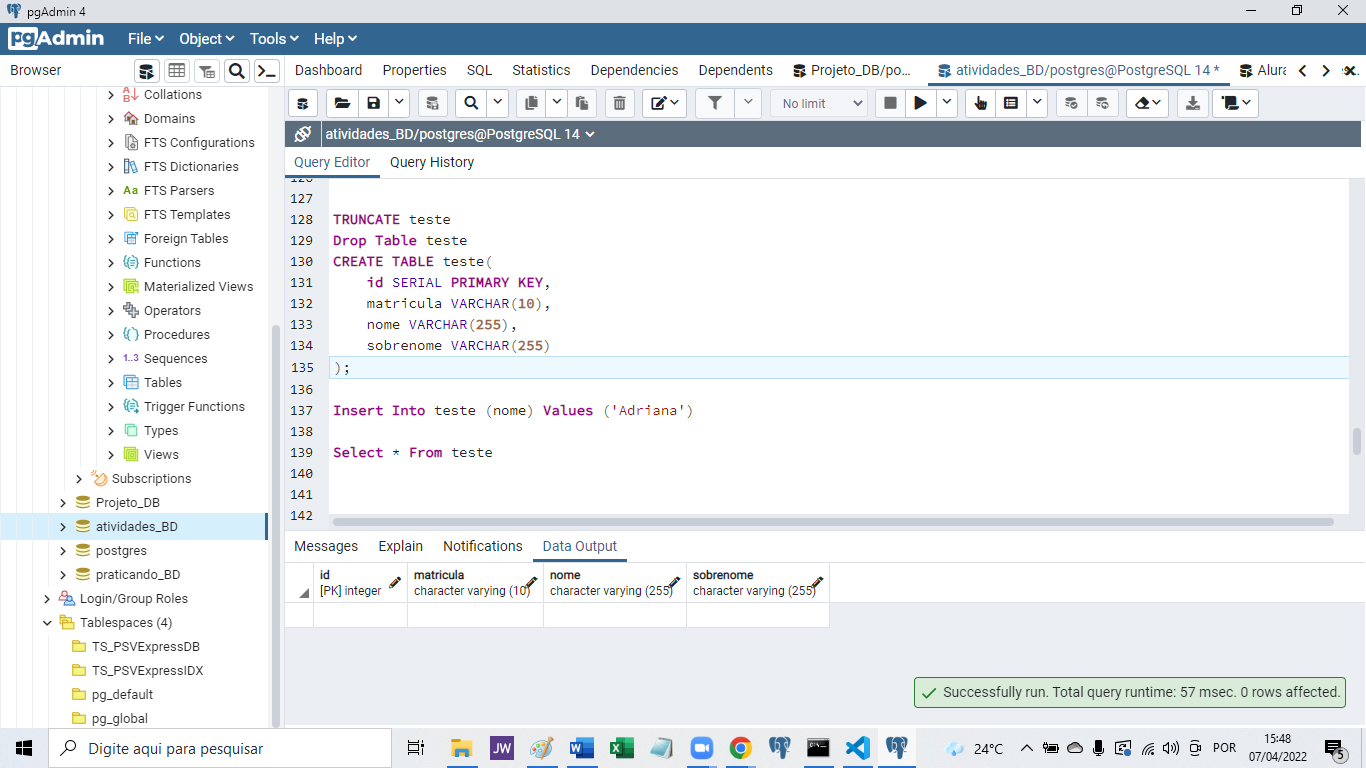 pgAdmin 4
pgAdmin File Object Tools Help
Browser
Dashboard Properties SQL Statistics Dependencies Dependents Projeto_DB/po... atividades_BD/postgres@PostgreSQL 14 * Alura
No limit
atividades_BD/postgres@PostgreSQL 14
Query Editor Query History
Collations
Domains
FTS Configurations
FTS Dictionaries
Aa FTS Parsers
FTS Templates
Foreign Tables
Functions
Materialized Views
Operators
Procedures
1..3 Sequences
Tables
Trigger Functions
Types
Views
Subscriptions
Projeto_DB
atividades_BD
postgres
praticando_BD
Login/Group Roles
Tablespaces (4)
TS_PSVExpressDB
TS_PSVExpressIDX
pg_default
pg_global
126
127
128 TRUNCATE teste
129 Drop Table teste
130 CREATE TABLE teste(
131 id SERIAL PRIMARY KEY,
132 matricula VARCHAR(10),
133 nome VARCHAR(255),
134 sobrenome VARCHAR(255)
135 );
136
137 Insert Into teste (nome) Values ('Adriana')
138
139 Select * From teste
140
141
142
Messages Explain Notifications Data Output
id matricula nome sobrenome
[PK] integer character varying (10) character varying (255) character varying (255)
Successfully run. Total query runtime: 57 msec. 0 rows affected.
Digite aqui para pesquisar
JW
24°C
POR
15:48
07/04/2022
5